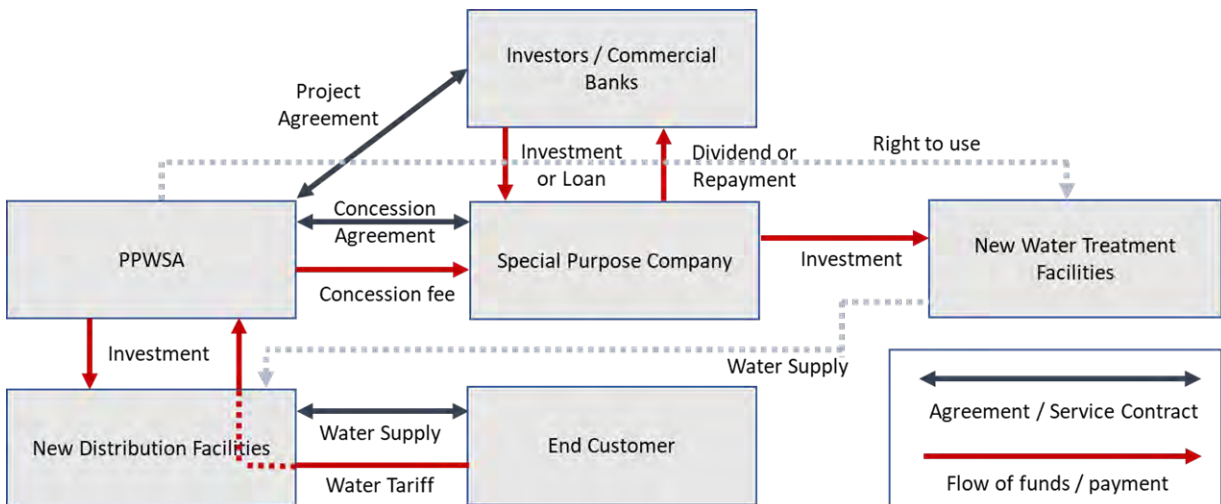 Investors / Commercial
Banks
Project
Agreement
Investment
or Loan
Dividend or
Repayment
Right to use
PPWSA
Concession
Agreement
Concession fee
Special Purpose Company
Investment
New Water Treatment
Facilities
Investment
Water Supply
New Distribution Facilities
Water Supply
Water Tariff
End Customer
Agreement / Service Contract
Flow of funds / payment